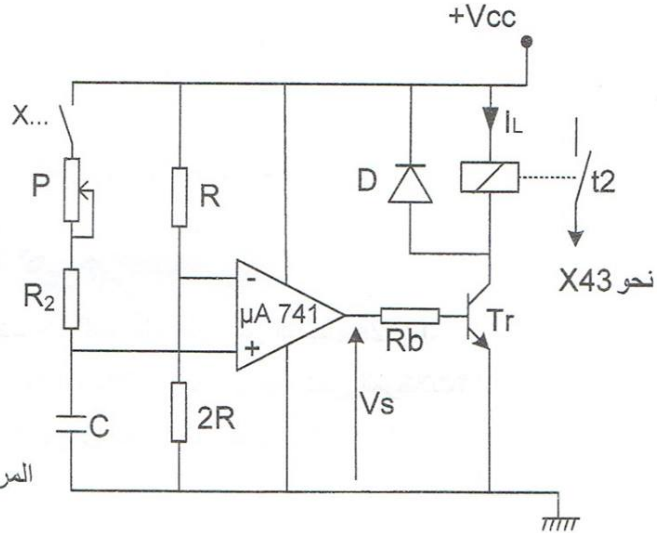 +Vcc
X...
IL
P
R
D
t2
نحو X43
R2
-
µA 741
+
Rb
Tr
Vs
C
2R